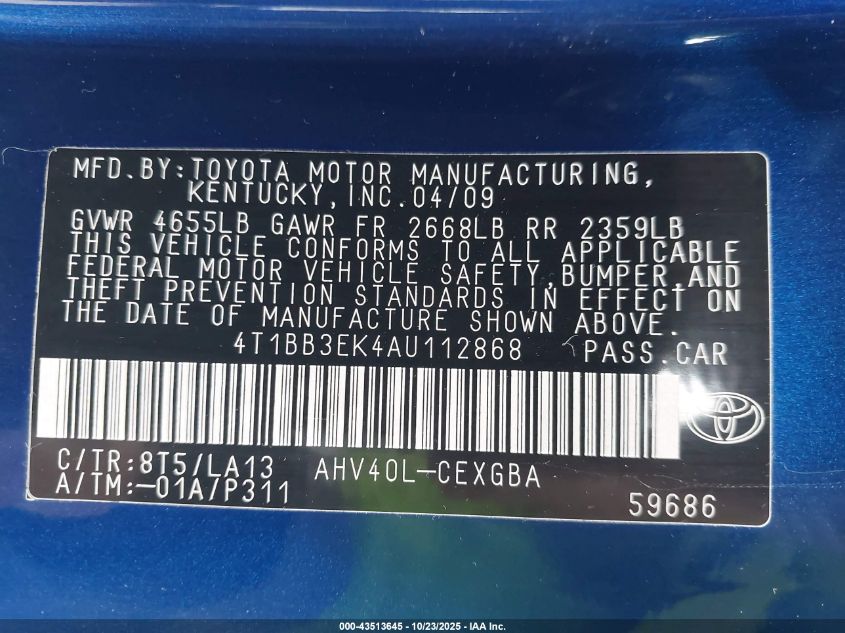 MFD.BY:TOYOTA MOTOR MANUFACTURING,
KENTUCKY,INC.04/09
GVWR 4655LB GAWR FR 2668LB RR 2359LB
THIS VEHICLE CONFORMS TO ALL APPLICABLE
FEDERAL MOTOR VEHICLE SAFETY,BUMPER,AND
THEFT PREVENTION STANDARDS IN EFFECT ON
THE DATE OF MANUFACTURE SHOWN ABOVE.
4T1BB3EK4AU112868 PASS.CAR
C/TR:8T5/LA13 AHV40L-CEXGBA
A/TM:-01A/P311
59686
000-43513645 - 10/23/2025 - IAA Inc.